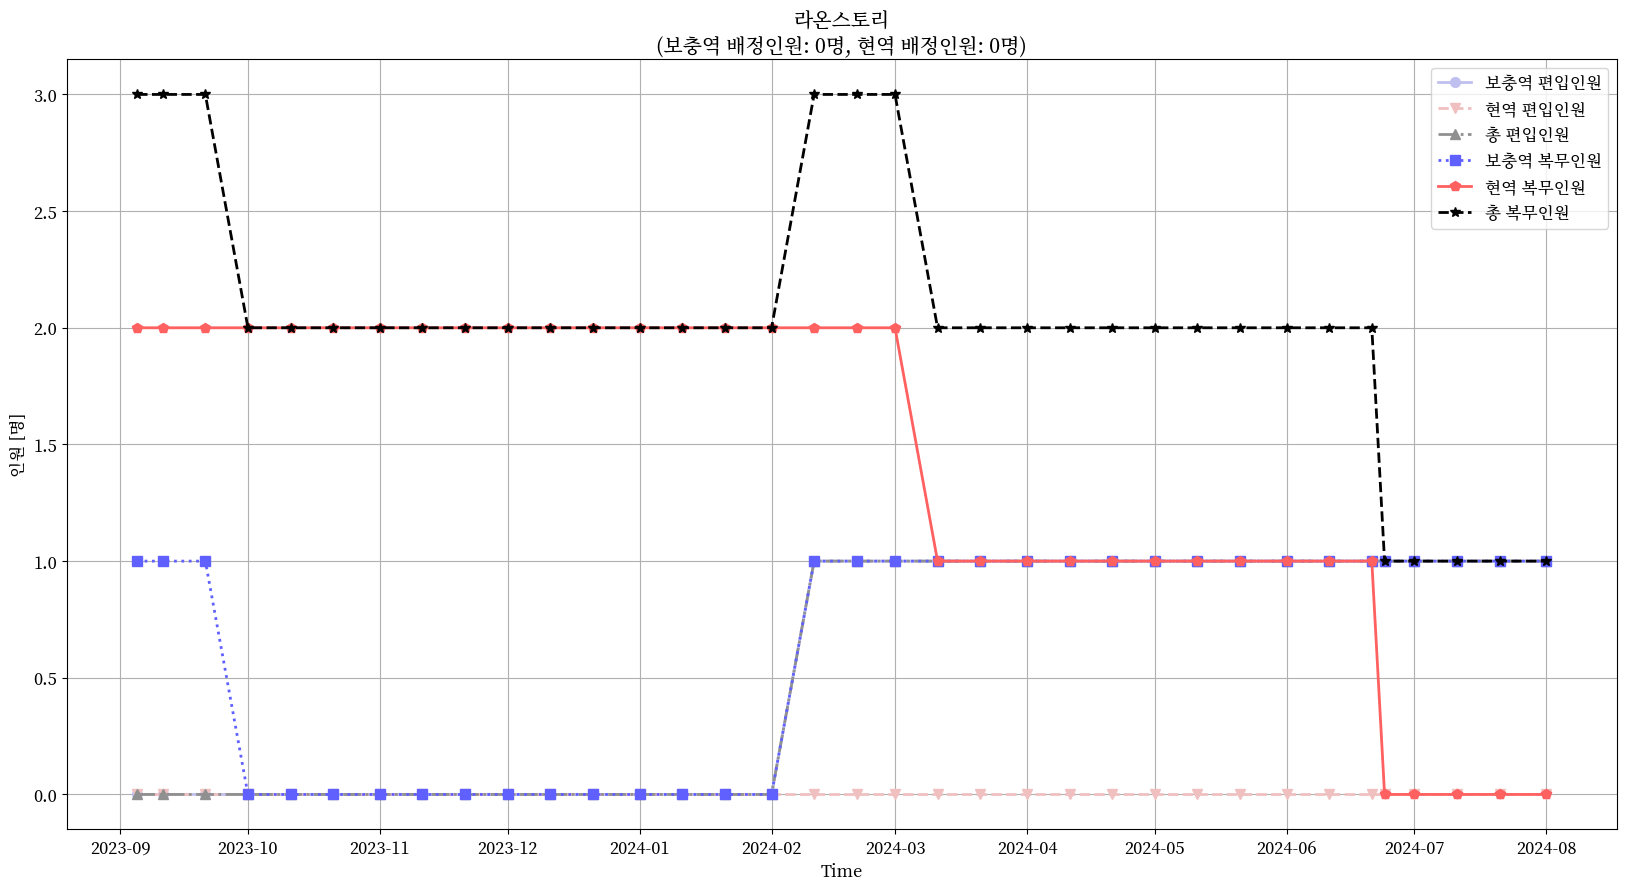 라온스토리
(보충역 배정인원: 0명, 현역 배정인원: 0명)
보충역 편입인원
현역 편입인원
총 편입인원
보충역 복무인원
현역 복무인원
총 복무인원
인원 [명]
3.0
2.5
2.0
1.5
1.0
0.5
0.0
2023-09 2023-10 2023-11 2023-12 2024-01 2024-02 2024-03 2024-04 2024-05 2024-06 2024-07 2024-08
Time